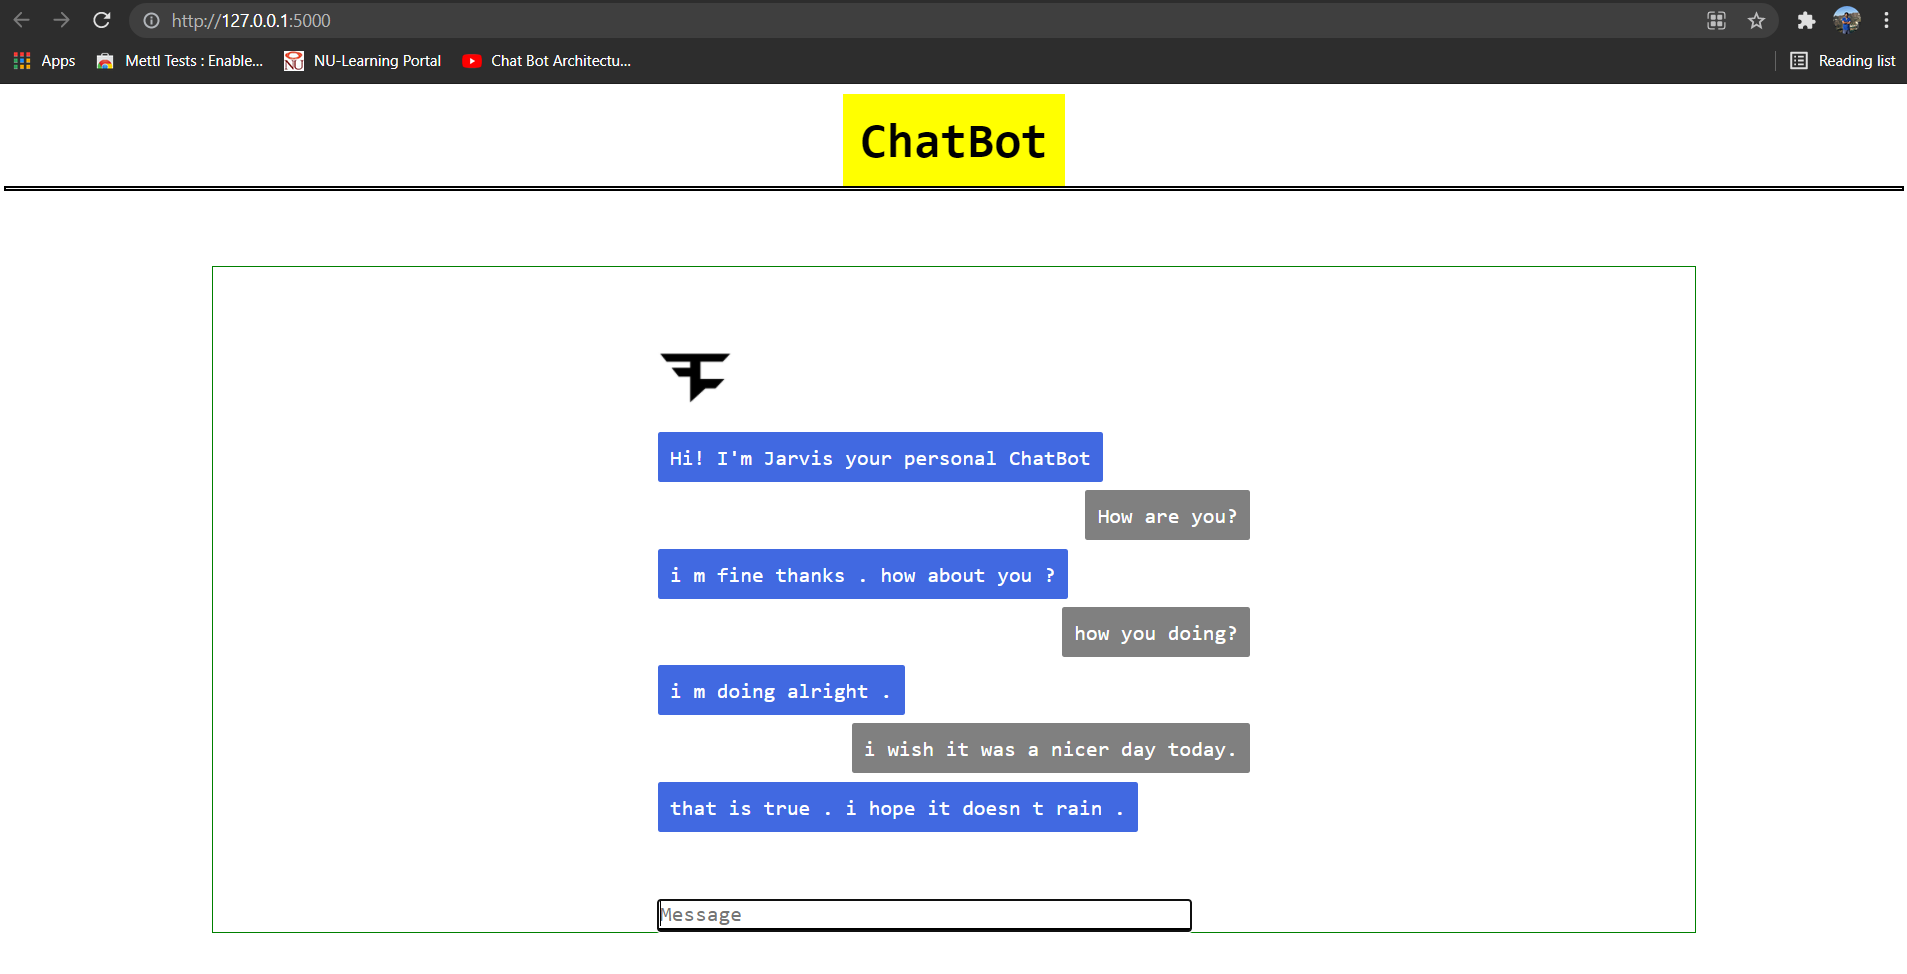 http://127.0.0.1:5000
Apps Mettl Tests : Enable... NU-Learning Portal Chat Bot Architectu... Reading list
ChatBot
Hi! I'm Jarvis your personal ChatBot
How are you?
i m fine thanks . how about you ?
how you doing?
i m doing alright .
i wish it was a nicer day today.
that is true . i hope it doesn t rain .
Message